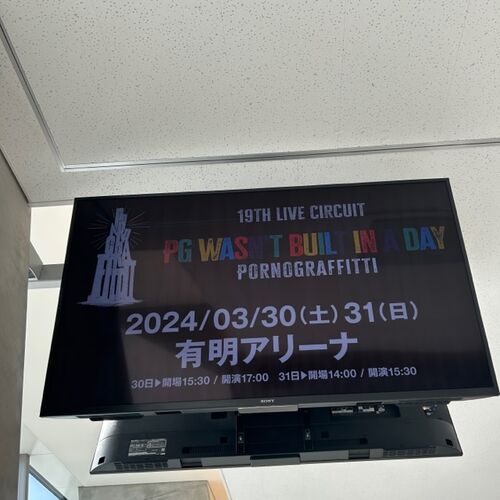 19TH LIVE CIRCUIT
PG WASN'T BUILT IN A DAY
PORNOGRAFFITTI
2024/03/30(土) 31(日)
有明アリーナ
30日▶開場15:30 / 開演17:00 31日▶開場14:00 / 開演15:30
SONY